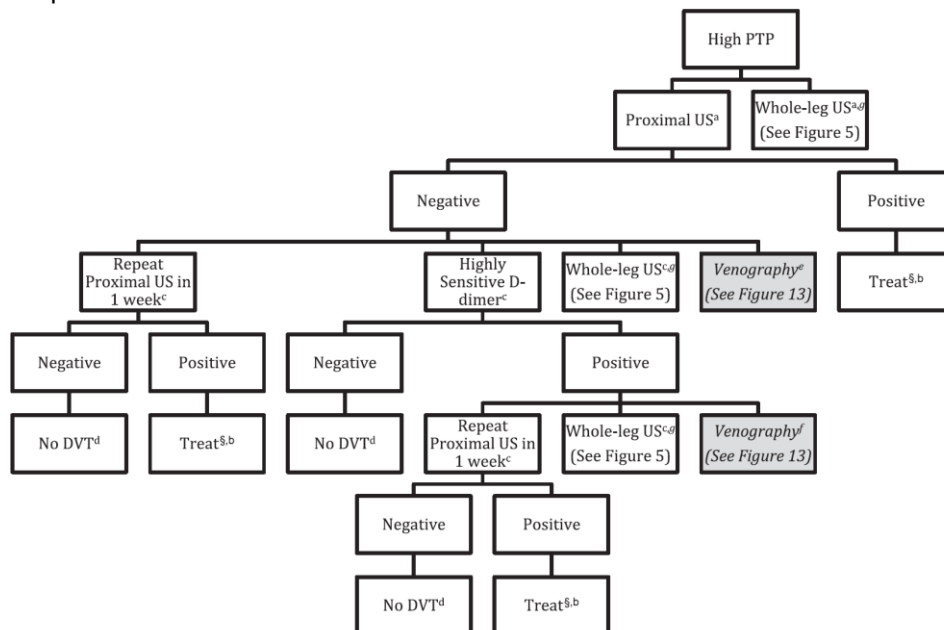 High PTP
Proximal USᵃ
Whole-leg USᵃ,ᵍ
(See Figure 5)
Negative
Positive
Repeat
Proximal US in
1 weekᶜ
Highly
Sensitive D-
dimerᶜ
Whole-leg USᶜ,ᵍ
(See Figure 5)
Venographyᵉ
(See Figure 13)
Treat§,ᵇ
Negative
Positive
Negative
Positive
No DVTᵈ
Treat§,ᵇ
No DVTᵈ
Repeat
Proximal US in
1 weekᶜ
Whole-leg USᶜ,ᵍ
(See Figure 5)
Venographyᶠ
(See Figure 13)
Negative
Positive
No DVTᵈ
Treat§,ᵇ